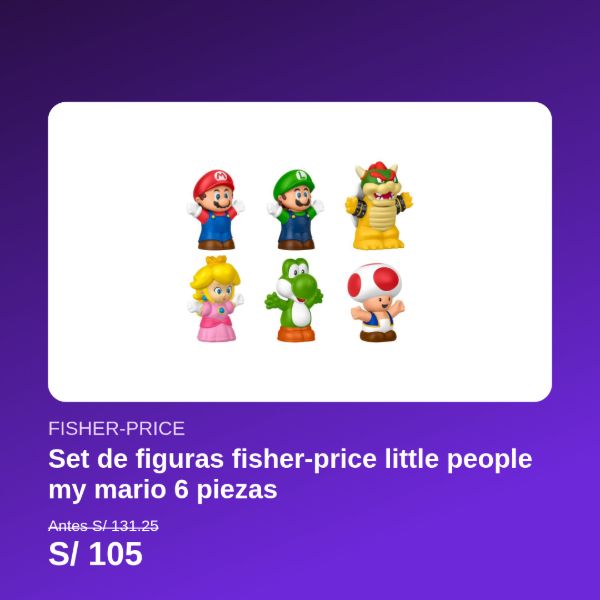 FISHER-PRICE
Set de figuras fisher-price little people
my mario 6 piezas
Antes S/ 131.25
S/ 105